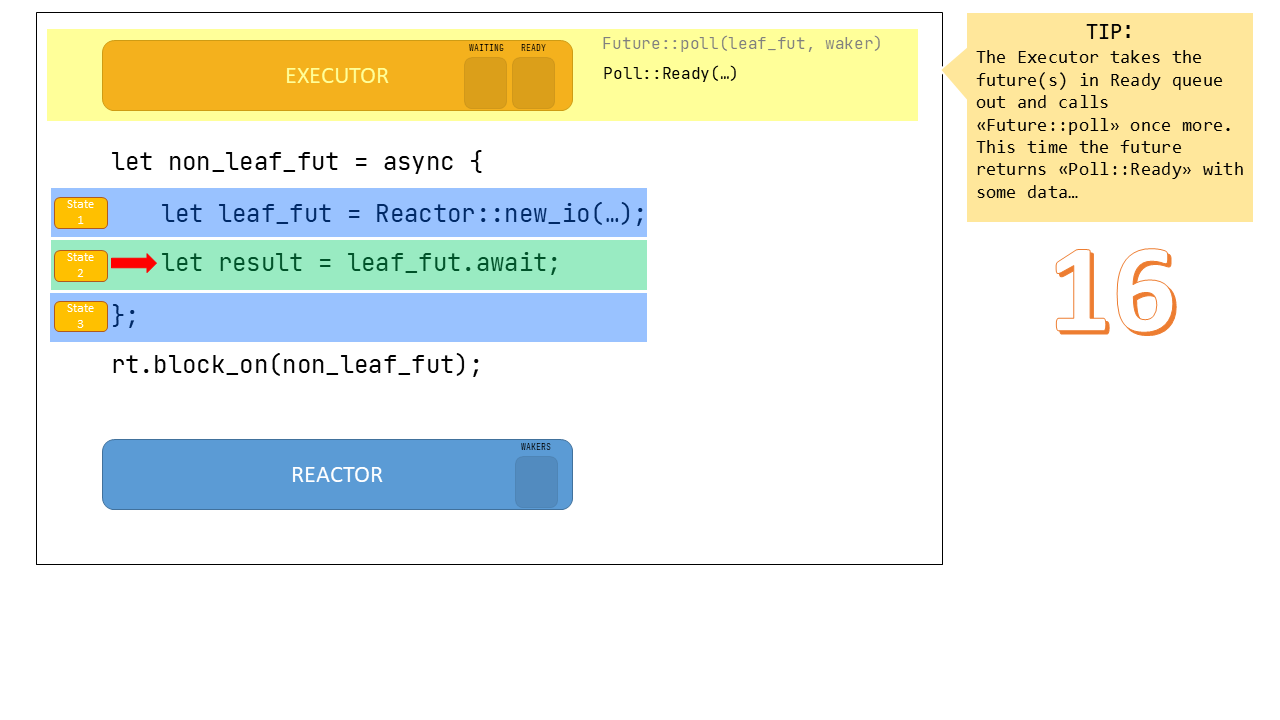 WAITING READY
EXECUTOR
Future::poll(leaf_fut, waker)
Poll::Ready(…)
let non_leaf_fut = async {
State 1
let leaf_fut = Reactor::new_io(…);
State 2
let result = leaf_fut.await;
State 3
};
rt.block_on(non_leaf_fut);
WAKERS
REACTOR
TIP:
The Executor takes the
future(s) in Ready queue
out and calls
«Future::poll» once more.
This time the future
returns «Poll::Ready» with
some data…
16